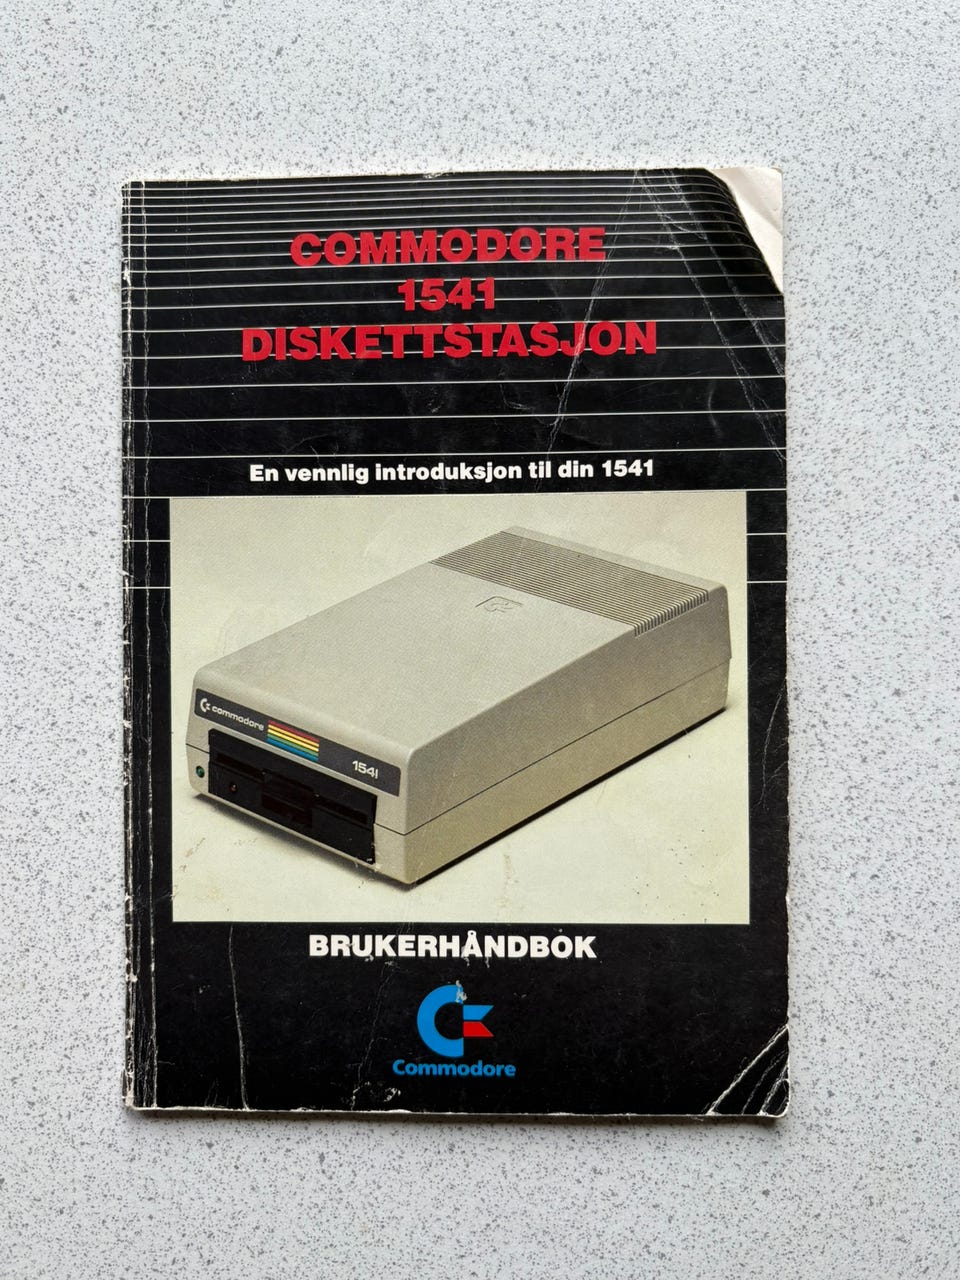 COMMODORE
1541
DISKETTSTASJON
En vennlig introduksjon til din 1541
commodore
1541
BRUKERHÅNDBOK
Commodore